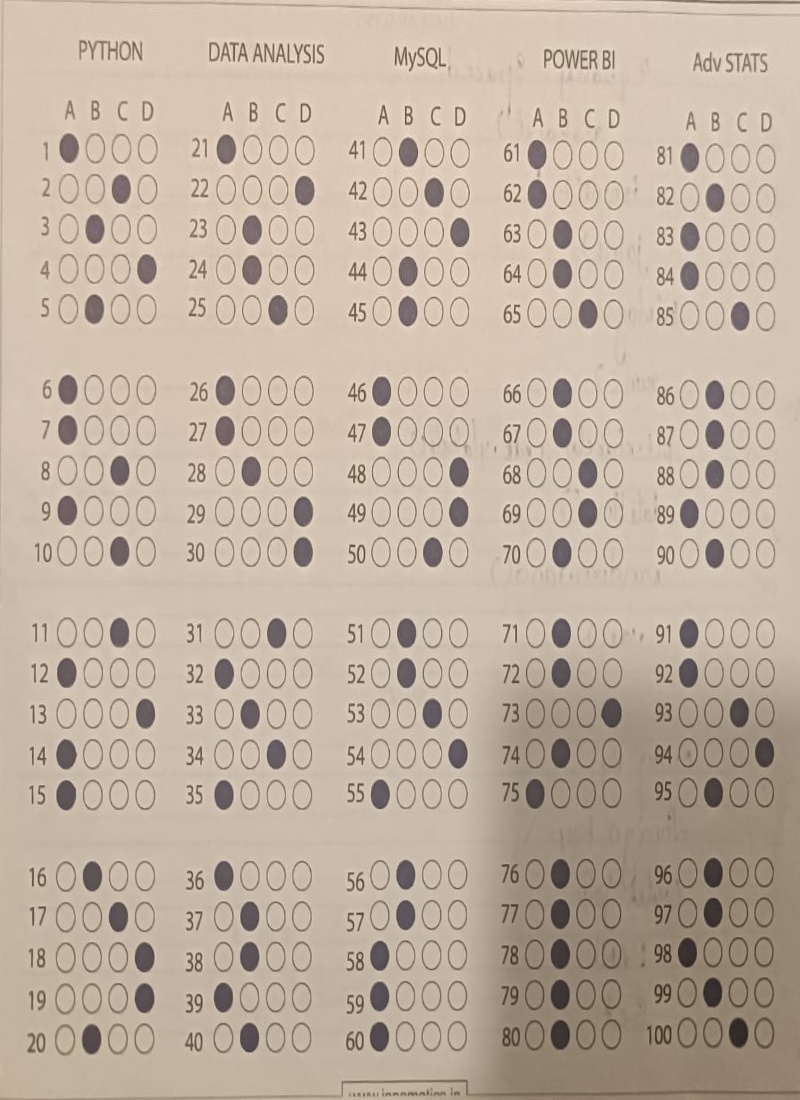 PYTHON DATA ANALYSIS MySQL POWER BI Adv STATS
A B C D A B C D A B C D A B C D A B C D
1 21 41 61 81
2 22 42 62 82
3 23 43 63 83
4 24 44 64 84
5 25 45 65 85
6 26 46 66 86
7 27 47 67 87
8 28 48 68 88
9 29 49 69 89
10 30 50 70 90
11 31 51 71 91
12 32 52 72 92
13 33 53 73 93
14 34 54 74 94
15 35 55 75 95
16 36 56 76 96
17 37 57 77 97
18 38 58 78 98
19 39 59 79 99
20 40 60 80 100